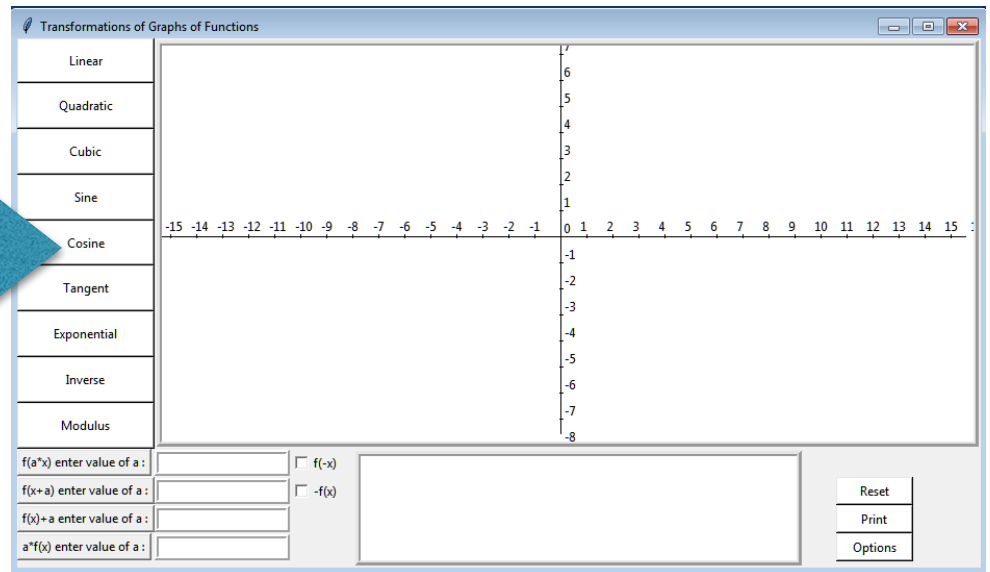 Transformations of Graphs of Functions
Linear
Quadratic
Cubic
Sine
Cosine
Tangent
Exponential
Inverse
Modulus
7
6
5
4
3
2
1
-15 -14 -13 -12 -11 -10 -9 -8 -7 -6 -5 -4 -3 -2 -1 0 1 2 3 4 5 6 7 8 9 10 11 12 13 14 15
-1
-2
-3
-4
-5
-6
-7
-8
f(a*x) enter value of a :
f(-x)
f(x+a) enter value of a :
-f(x)
f(x)+a enter value of a :
a*f(x) enter value of a :
Reset
Print
Options